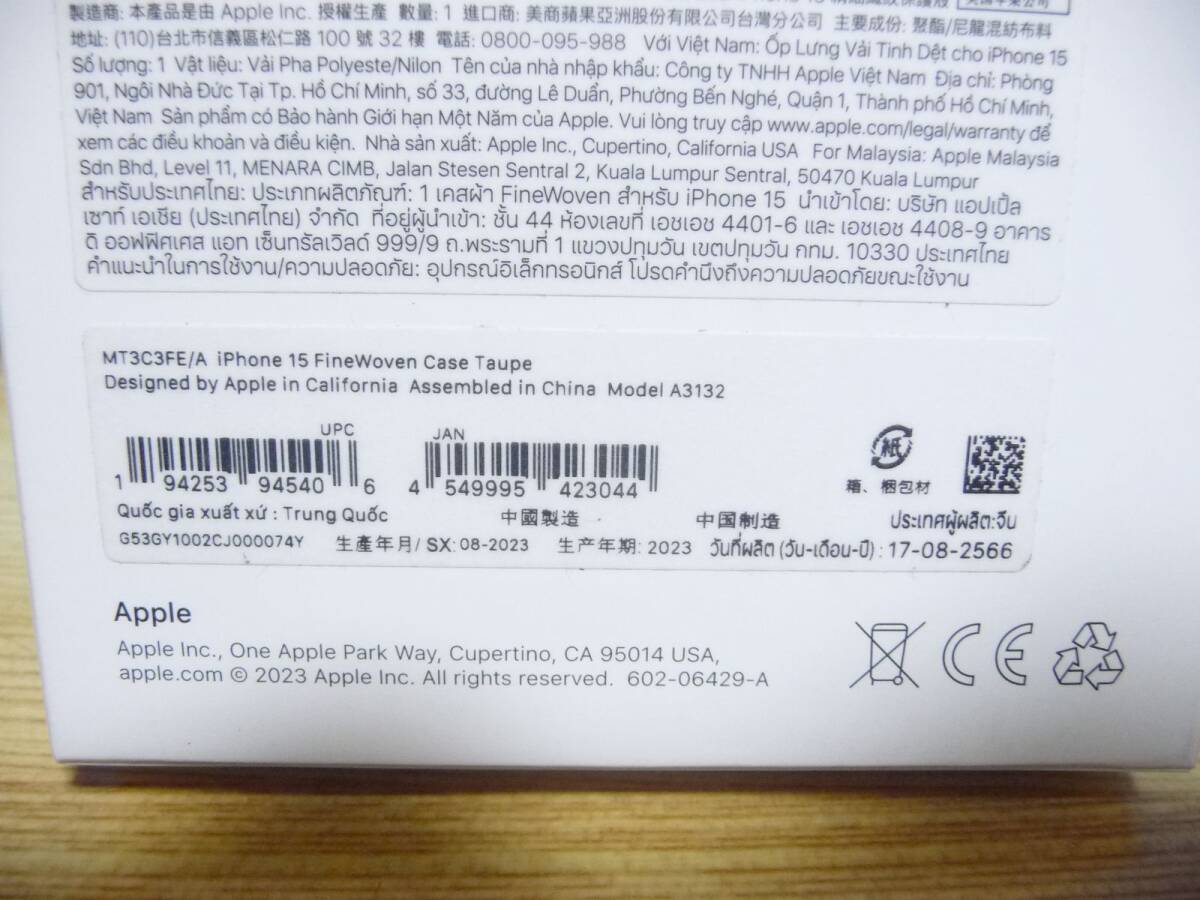 製造商: 本產品是由 Apple Inc. 授權生產 數量: 1 進口商: 美商蘋果亞洲股份有限公司台灣分公司 主要成份: 聚酯/尼龍混紡布料
地址: (110)台北市信義區松仁路 100 號 32 樓 電話: 0800-095-988 Với Việt Nam: Ốp Lưng Vải Tinh Dệt cho iPhone 15
Số lượng: 1 Vật liệu: Vải Pha Polyeste/Nilon Tên của nhà nhập khẩu: Công ty TNHH Apple Việt Nam Địa chỉ: Phòng
901, Ngôi Nhà Đức Tại Tp. Hồ Chí Minh, số 33, đường Lê Duẩn, Phường Bến Nghé, Quận 1, Thành phố Hồ Chí Minh,
Việt Nam Sản phẩm có Bảo hành Giới hạn Một Năm của Apple. Vui lòng truy cập www.apple.com/legal/warranty để
xem các điều khoản và điều kiện. Nhà sản xuất: Apple Inc., Cupertino, California USA For Malaysia: Apple Malaysia
Sdn Bhd, Level 11, MENARA CIMB, Jalan Stesen Sentral 2, Kuala Lumpur Sentral, 50470 Kuala Lumpur
สำหรับประเทศไทย: ประเภทผลิตภัณฑ์: 1 เคสผ้า FineWoven สำหรับ iPhone 15 นำเข้าโดย: บริษัท แอปเปิ้ล
เซาท์ เอเชีย (ประเทศไทย) จำกัด ที่อยู่ผู้นำเข้า: ชั้น 44 ห้องเลขที่ เอชเอช 4401-6 และ เอชเอช 4408-9 อาคาร
ดิ ออฟฟิศเศส แอท เซ็นทรัลเวิลด์ 999/9 ถ.พระรามที่ 1 แขวงปทุมวัน เขตปทุมวัน กทม. 10330 ประเทศไทย
คำแนะนำในการใช้งาน/ความปลอดภัย: อุปกรณ์อิเล็กทรอนิกส์ โปรดคำนึงถึงความปลอดภัยขณะใช้งาน
MT3C3FE/A iPhone 15 FineWoven Case Taupe
Designed by Apple in California Assembled in China Model A3132
UPC
JAN
1 94253 94540 6
4 549995 423044
紙
箱、梱包材
Quốc gia xuất xứ : Trung Quốc 中國製造 中国制造 ประเทศผู้ผลิต:จีน
G53GY1002CJ000074Y 生產年月/ SX: 08-2023 生产年期: 2023 วันที่ผลิต (วัน-เดือน-ปี) : 17-08-2566
Apple
Apple Inc., One Apple Park Way, Cupertino, CA 95014 USA,
apple.com © 2023 Apple Inc. All rights reserved. 602-06429-A
CE